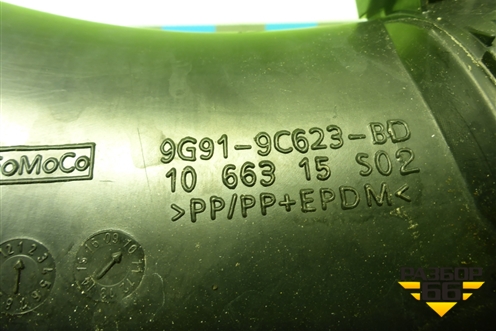 FoMoCo
9G91-9C623-BD
10 663 15 S02
>PP/PP+EPDM<
РАЗБОР
66